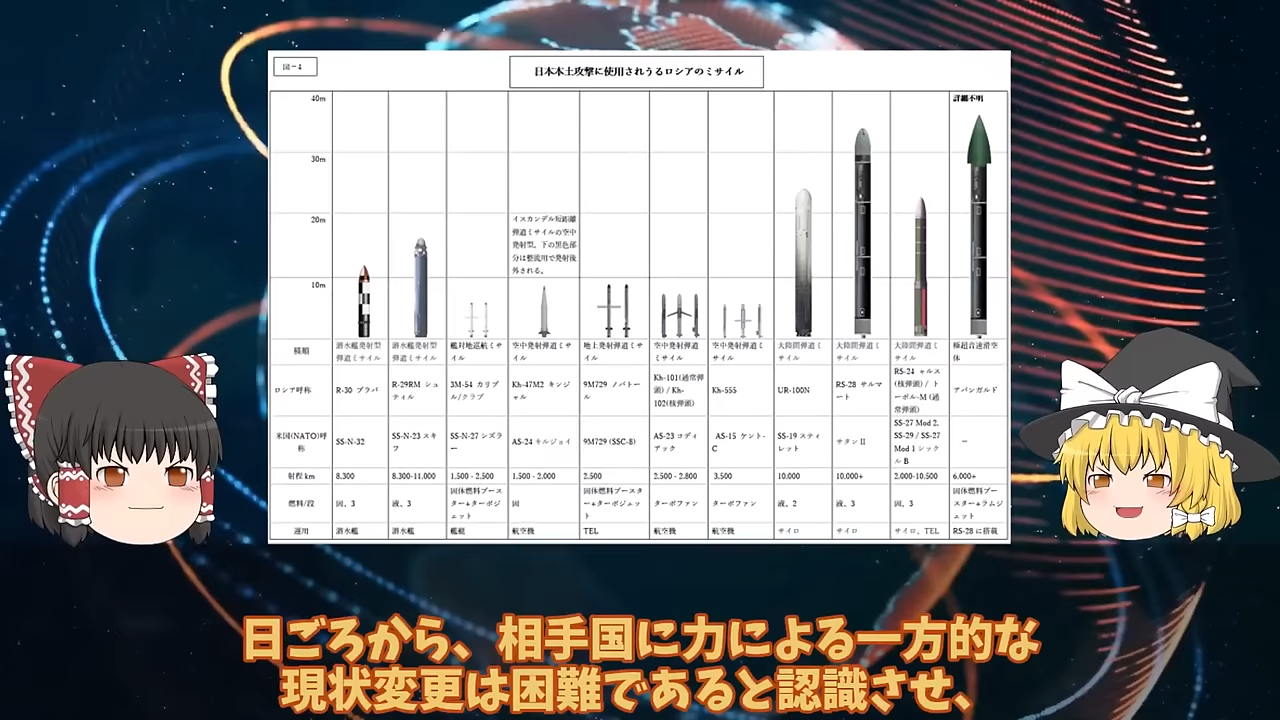 図-4
日本本土攻撃に使用されうるロシアのミサイル
40m
詳細不明
30m
20m
イスカンデル短距離
弾道ミサイルの空中
発射型。下の黒色部
分は整流用で発射後
外される。
10m
種類 潜水艦発射型弾道ミサイル 潜水艦発射型弾道ミサイル 艦対地巡航ミサイル 空中発射弾道ミサイル 地上発射弾道ミサイル 空中発射弾道ミサイル 空中発射弾道ミサイル 大陸間弾道ミサイル 大陸間弾道ミサイル 大陸間弾道ミサイル 極超音速滑空体
ロシア呼称 R-30 ブラバ R-29RM シュティル 3M-54 カリブル/クラブ Kh-47M2 キンジャル 9M729 ノバトール Kh-101(通常弾頭) / Kh-102(核弾頭) Kh-555 UR-100N RS-28 サルマート RS-24 ヤルス(核弾頭) / トーポル-M (通常弾頭) アバンガルド
米国(NATO)呼称 SS-N-32 SS-N-23 スキフ SS-N-27 シズラー AS-24 キルジョイ 9M729 (SSC-8) AS-23 コディアック AS-15 ケント-C SS-19 スティレット サタンⅡ SS-27 Mod 2, SS-29 / SS-27 Mod 1 シックル B －
射程 km 8,300 8,300-11,000 1,500 - 2,500 1,500 - 2,000 2,500 2,500 - 2,800 3,500 10,000 10,000+ 2,000-10,500 6,000+
燃料/段 固、3 液、3 固体燃料ブースター+ターボジェット 固 固体燃料ブースター+ターボジェット ターボファン ターボファン 液、2 液、3 固、3 固体燃料ブースター+ラムジェット
運用 潜水艦 潜水艦 艦艇 航空機 TEL 航空機 航空機 サイロ サイロ サイロ、TEL RS-28 に搭載
日ごろから、相手国に力による一方的な
現状変更は困難であると認識させ、